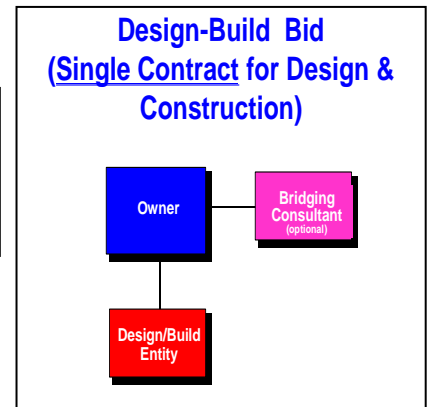 Design-Build Bid
(Single Contract for Design &
Construction)
Owner
Bridging
Consultant
(optional)
Design/Build
Entity